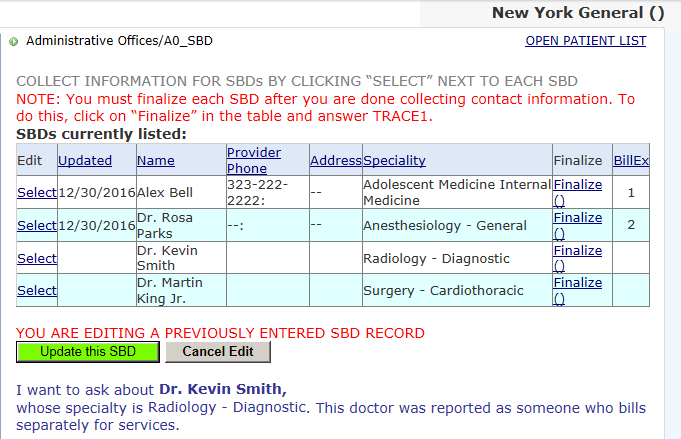 New York General ()
Administrative Offices/A0_SBD OPEN PATIENT LIST
COLLECT INFORMATION FOR SBDs BY CLICKING “SELECT” NEXT TO EACH SBD
NOTE: You must finalize each SBD after you are done collecting contact information. To
do this, click on “Finalize” in the table and answer TRACE1.
SBDs currently listed:
Edit Updated Name Provider Phone Address Speciality Finalize BillEx
Select 12/30/2016 Alex Bell 323-222-2222: -- Adolescent Medicine Internal Medicine Finalize () 1
Select 12/30/2016 Dr. Rosa Parks --: -- Anesthesiology - General Finalize () 2
Select Dr. Kevin Smith Radiology - Diagnostic Finalize ()
Select Dr. Martin King Jr. Surgery - Cardiothoracic Finalize ()
YOU ARE EDITING A PREVIOUSLY ENTERED SBD RECORD
Update this SBD Cancel Edit
I want to ask about Dr. Kevin Smith,
whose specialty is Radiology - Diagnostic. This doctor was reported as someone who bills
separately for services.